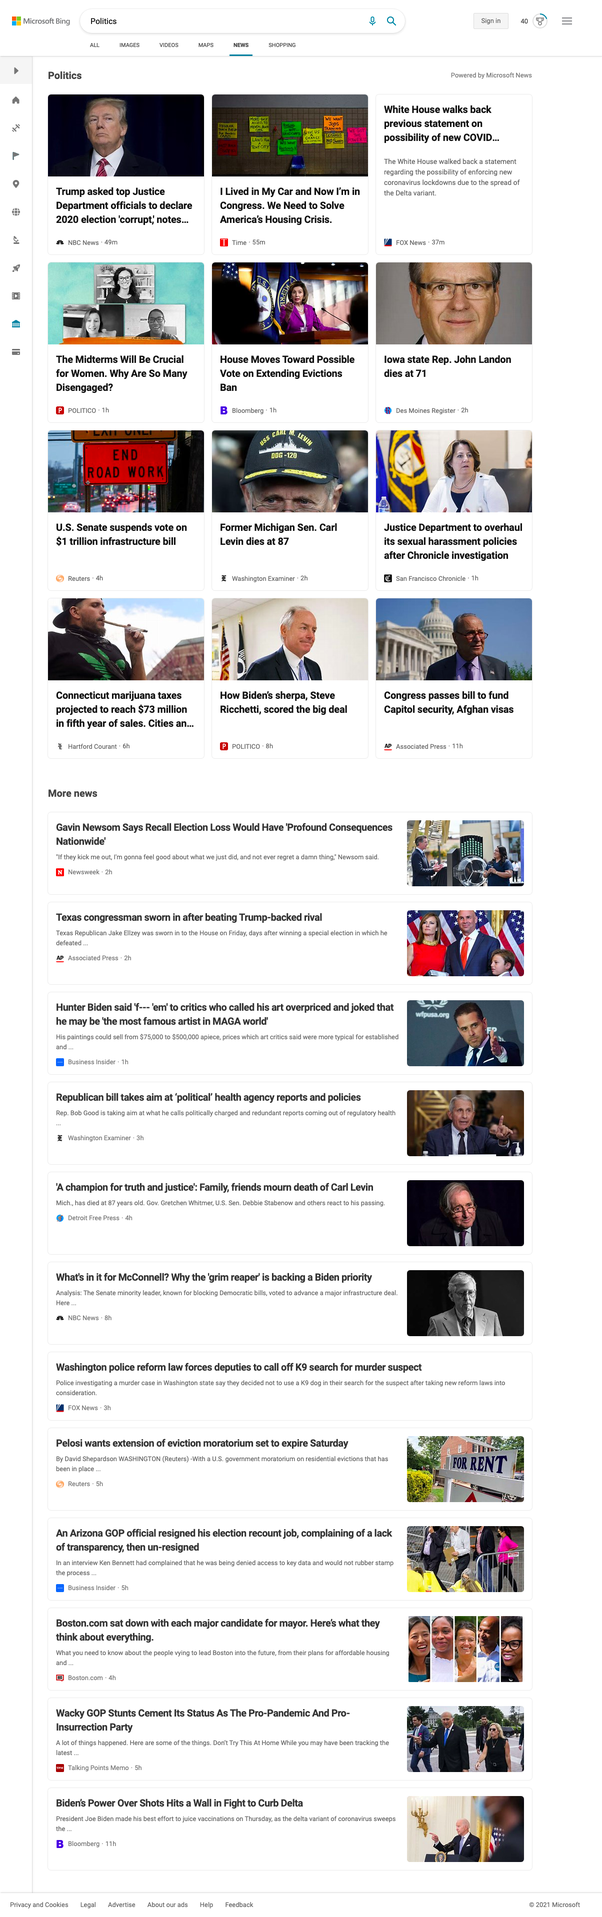 Microsoft Bing
Politics
Sign in
40
ALL IMAGES VIDEOS MAPS NEWS SHOPPING
Politics
Powered by Microsoft News
Trump asked top Justice
Department officials to declare
2020 election 'corrupt,' notes...
NBC News · 49m
I Lived in My Car and Now I'm in
Congress. We Need to Solve
America's Housing Crisis.
Time · 55m
White House walks back
previous statement on
possibility of new COVID...
The White House walked back a statement
regarding the possibility of enforcing new
coronavirus lockdowns due to the spread of
the Delta variant.
FOX News · 37m
The Midterms Will Be Crucial
for Women. Why Are So Many
Disengaged?
POLITICO · 1h
House Moves Toward Possible
Vote on Extending Evictions
Ban
Bloomberg · 1h
Iowa state Rep. John Landon
dies at 71
Des Moines Register · 2h
EXIT ONLY
END
ROAD WORK
U.S. Senate suspends vote on
$1 trillion infrastructure bill
Reuters · 4h
USS CARL M. LEVIN
DDG-120
Former Michigan Sen. Carl
Levin dies at 87
Washington Examiner · 2h
Justice Department to overhaul
its sexual harassment policies
after Chronicle investigation
San Francisco Chronicle · 1h
Connecticut marijuana taxes
projected to reach $73 million
in fifth year of sales. Cities an...
Hartford Courant · 6h
How Biden's sherpa, Steve
Ricchetti, scored the big deal
POLITICO · 8h
Congress passes bill to fund
Capitol security, Afghan visas
AP Associated Press · 11h
More news
Gavin Newsom Says Recall Election Loss Would Have 'Profound Consequences
Nationwide'
"If they kick me out, I'm gonna feel good about what we just did, and not ever regret a damn thing," Newsom said.
Newsweek · 2h
Texas congressman sworn in after beating Trump-backed rival
Texas Republican Jake Ellzey was sworn in to the House on Friday, days after winning a special election in which he
defeated ...
AP Associated Press · 2h
Hunter Biden said 'f--- 'em' to critics who called his art overpriced and joked that
he may be 'the most famous artist in MAGA world'
His paintings could sell from $75,000 to $500,000 apiece, prices which art critics said were more typical for established
and ...
Business Insider · 1h
wfpusa.org
Republican bill takes aim at 'political' health agency reports and policies
Rep. Bob Good is taking aim at what he calls politically charged and redundant reports coming out of regulatory health
...
Washington Examiner · 3h
'A champion for truth and justice': Family, friends mourn death of Carl Levin
Mich., has died at 87 years old. Gov. Gretchen Whitmer, U.S. Sen. Debbie Stabenow and others react to his passing.
Detroit Free Press · 4h
What's in it for McConnell? Why the 'grim reaper' is backing a Biden priority
Analysis: The Senate minority leader, known for blocking Democratic bills, voted to advance a major infrastructure deal.
Here ...
NBC News · 8h
Washington police reform law forces deputies to call off K9 search for murder suspect
Police investigating a murder case in Washington state say they decided not to use a K9 dog in their search for the suspect after taking new reform laws into
consideration.
FOX News · 3h
Pelosi wants extension of eviction moratorium set to expire Saturday
By David Shepardson WASHINGTON (Reuters) -With a U.S. government moratorium on residential evictions that has
been in place ...
Reuters · 5h
FOR RENT
An Arizona GOP official resigned his election recount job, complaining of a lack
of transparency, then un-resigned
In an interview Ken Bennett had complained that he was being denied access to key data and would not rubber stamp
the process ...
Business Insider · 5h
Boston.com sat down with each major candidate for mayor. Here's what they
think about everything.
What you need to know about the people vying to lead Boston into the future, from their plans for affordable housing
and ...
Boston.com · 4h
Wacky GOP Stunts Cement Its Status As The Pro-Pandemic And Pro-
Insurrection Party
A lot of things happened. Here are some of the things. Don't Try This At Home While you may have been tracking the
latest ...
Talking Points Memo · 5h
Biden's Power Over Shots Hits a Wall in Fight to Curb Delta
President Joe Biden made his best effort to juice vaccinations on Thursday, as the delta variant of coronavirus sweeps
the ...
Bloomberg · 11h
Privacy and Cookies Legal Advertise About our ads Help Feedback
© 2021 Microsoft